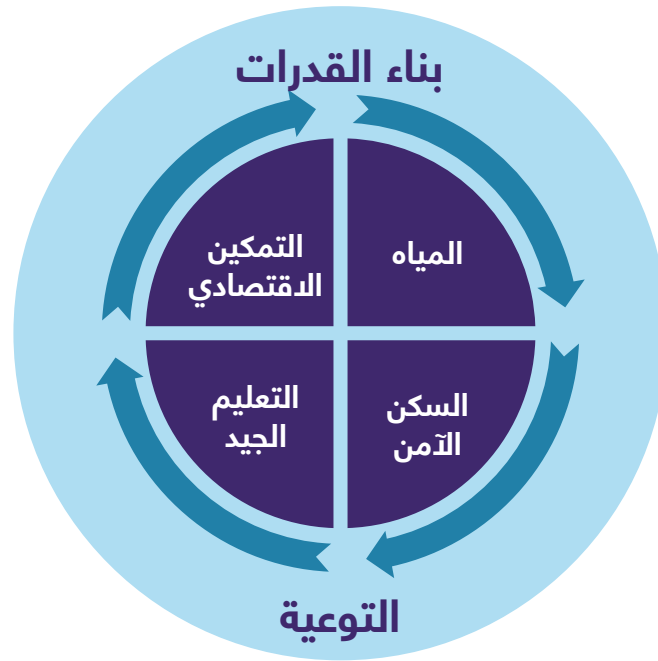 بناء القدرات
المياه
التمكين
الاقتصادي
السكن
الآمن
التعليم
الجيد
التوعية